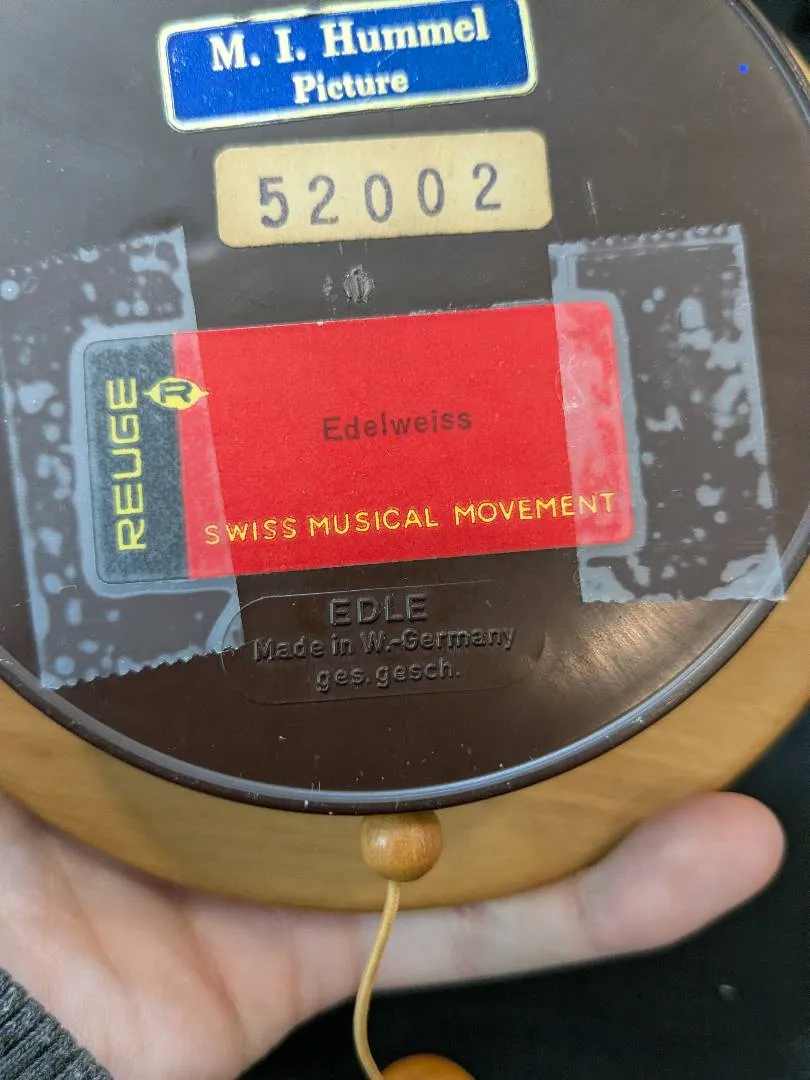 M. I. Hummel
Picture
52002
REUGE
R
Edelweiss
SWISS MUSICAL MOVEMENT
EDLE
Made in W.-Germany
ges. gesch.